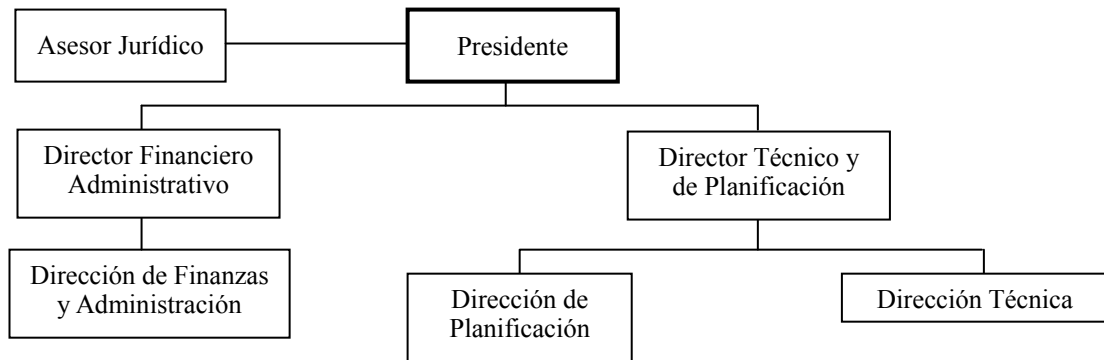 Asesor Jurídico
Presidente
Director Financiero
Administrativo
Director Técnico y
de Planificación
Dirección de Finanzas
y Administración
Dirección de
Planificación
Dirección Técnica